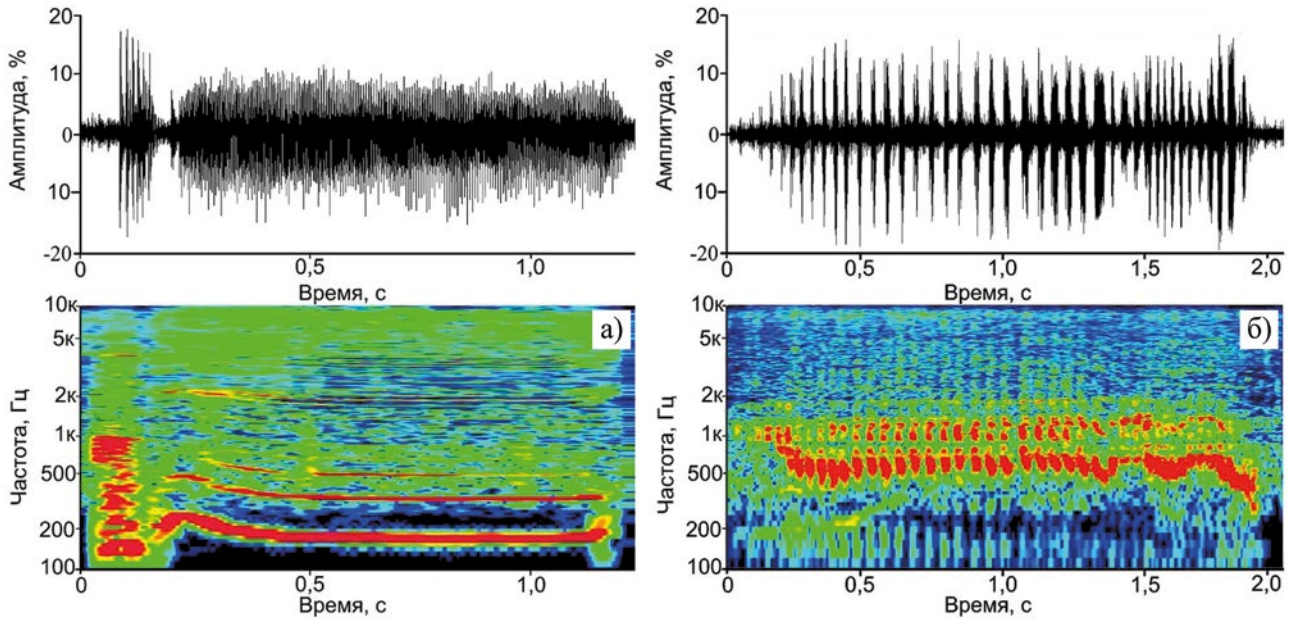 20
10
0
10
-20
Амплитуда, %
0 0,5 1,0
Время, с
20
10
0
10
-20
Амплитуда, %
0 0,5 1,0 1,5 2,0
Время, с
10к
5к
2к
1к
500
200
100
Частота, Гц
а)
0 0,5 1,0
Время, с
10к
5к
2к
1к
500
200
100
Частота, Гц
б)
0 0,5 1,0 1,5 2,0
Время, с